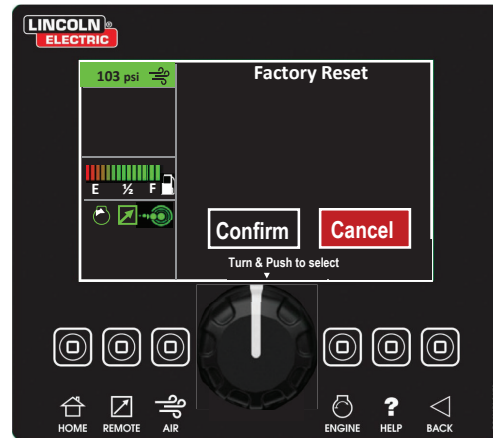 LINCOLN®
ELECTRIC
103 psi
Factory Reset
E ½ F
Confirm Cancel
Turn & Push to select
HOME REMOTE AIR ENGINE HELP BACK
?